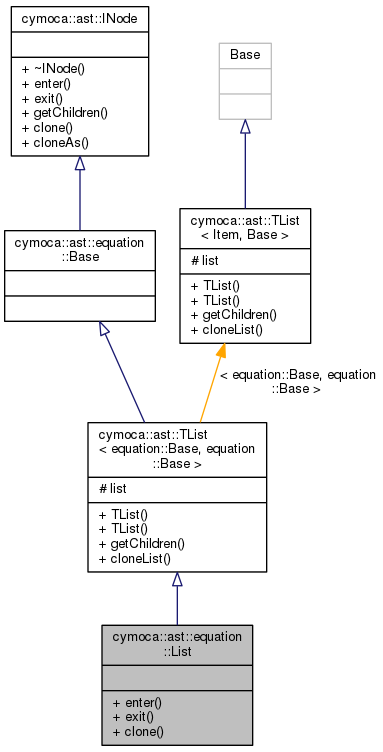 cymoca::ast::INode
+ ~INode()
+ enter()
+ exit()
+ getChildren()
+ clone()
+ cloneAs()
Base
cymoca::ast::TList
< Item, Base >
# list
+ TList()
+ TList()
+ getChildren()
+ cloneList()
cymoca::ast::equation
::Base
< equation::Base, equation
::Base >
cymoca::ast::TList
< equation::Base, equation
::Base >
# list
+ TList()
+ TList()
+ getChildren()
+ cloneList()
cymoca::ast::equation
::List
+ enter()
+ exit()
+ clone()